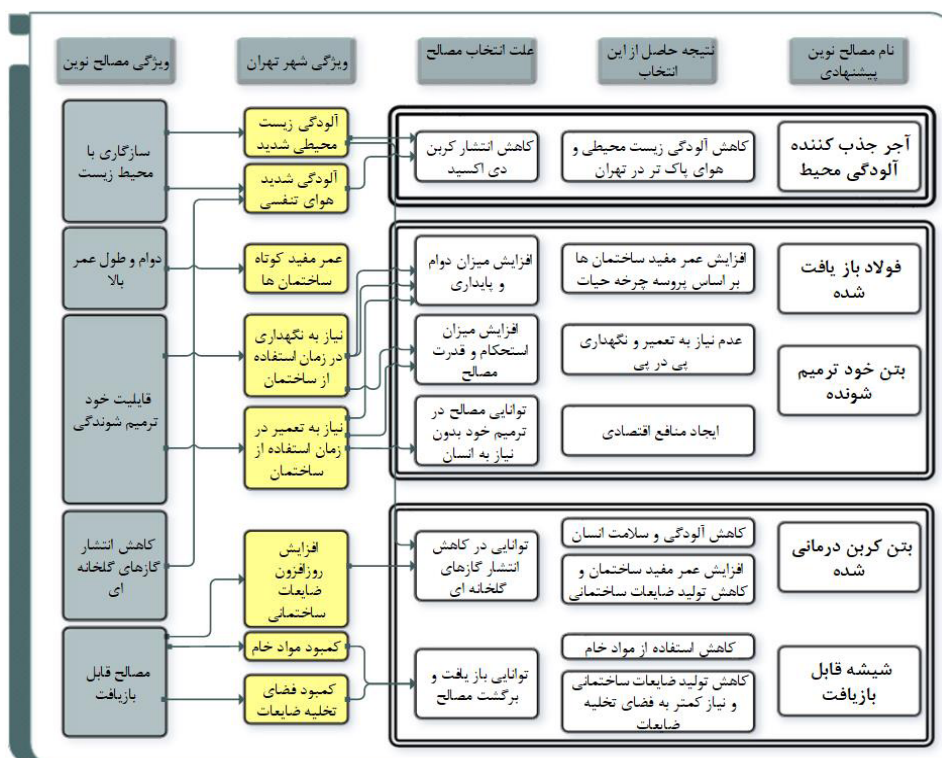 نام مصالح نوین
پیشنهادی
نتیجه حاصل از این
انتخاب
علت انتخاب مصالح
ویژگی شهر تهران
ویژگی مصالح نوین
آجر جذب کننده
آلودگی محیط
کاهش آلودگی زیست محیطی و
هوای پاک تر در تهران
کاهش انتشار کربن
دی اکسید
آلودگی زیست
محیطی شدید
آلودگی شدید
هوای تنفسی
سازگاری با
محیط زیست
فولاد باز یافت
شده
افزایش عمر مفید ساختمان ها
بر اساس پروسه چرخه حیات
افزایش میزان دوام
و پایداری
عمر مفید کوتاه
ساختمان ها
دوام و طول عمر
بالا
بتن خود ترمیم
شونده
عدم نیاز به تعمیر و نگهداری
پی در پی
افزایش میزان
استحکام و قدرت
مصالح
نیاز به نگهداری
در زمان استفاده
از ساختمان
قابلیت خود
ترمیم شوندگی
ایجاد منافع اقتصادی
توانایی مصالح در
ترمیم خود بدون
نیاز به انسان
نیاز به تعمیر در
زمان استفاده از
ساختمان
بتن کربن درمانی
شده
کاهش آلودگی و سلامت انسان
افزایش عمر مفید ساختمان و
کاهش تولید ضایعات ساختمانی
توانایی در کاهش
انتشار گازهای
گلخانه ای
افزایش
روزافزون
ضایعات
ساختمانی
کاهش انتشار
گازهای گلخانه
ای
شیشه قابل
بازیافت
کاهش استفاده از مواد خام
کاهش تولید ضایعات ساختمانی
و نیاز کمتر به فضای تخلیه
ضایعات
توانایی باز یافت و
برگشت مصالح
کمبود مواد خام
کمبود فضای
تخلیه ضایعات
مصالح قابل
بازیافت